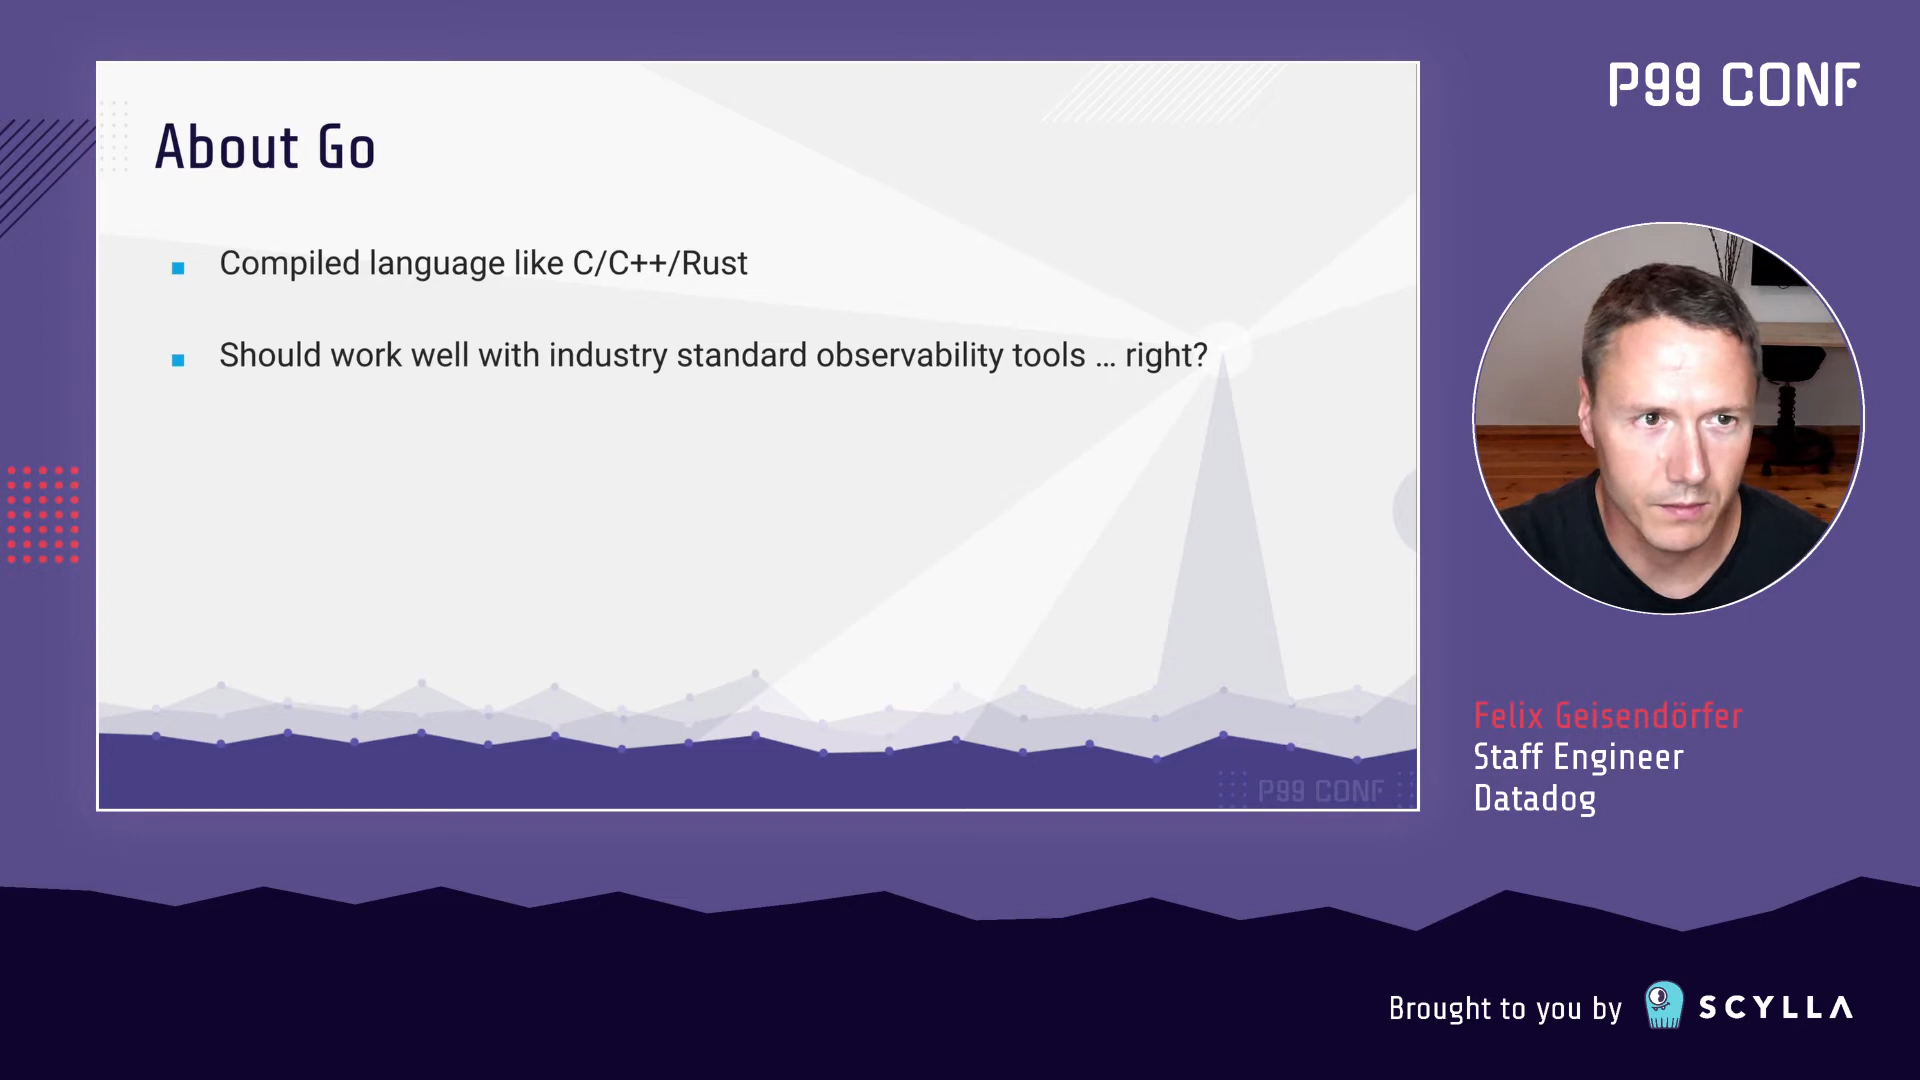 P99 CONF
About Go
Compiled language like C/C++/Rust
Should work well with industry standard observability tools ... right?
P99 CONF
Felix Geisendörfer
Staff Engineer
Datadog
Brought to you by SCYLLA